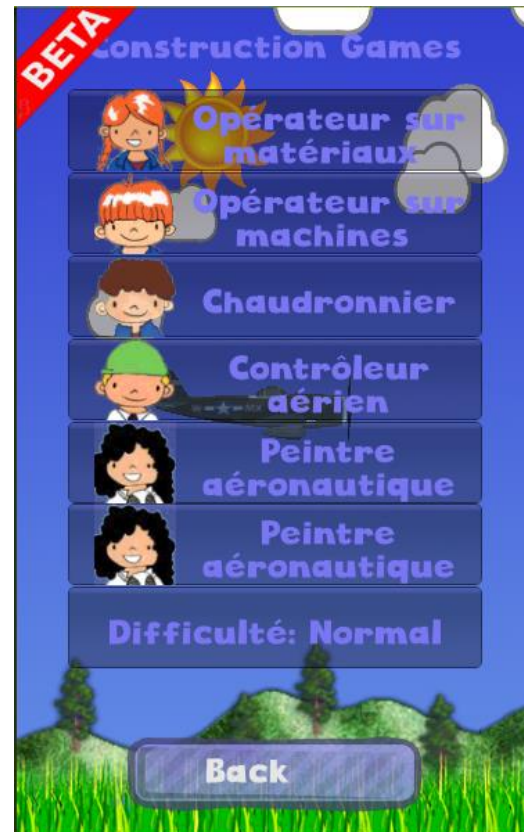 BETA
Construction Games
Opérateur sur
matériaux
Opérateur sur
machines
Chaudronnier
Contrôleur
aérien
Peintre
aéronautique
Peintre
aéronautique
Difficulté: Normal
Back